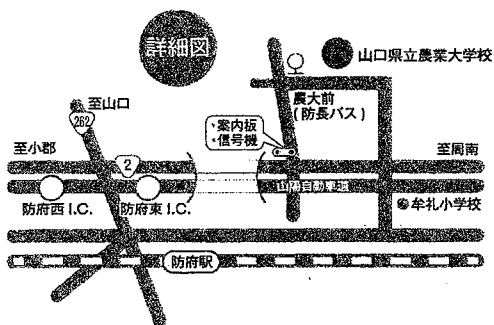 詳細図
山口県立農業大学校
至山口
262
農大前
(防長バス)
・案内板
・信号機
至小郡
2
至周南
山陽自動車道
防府西 I.C.
防府東 I.C.
牟礼小学校
防府駅